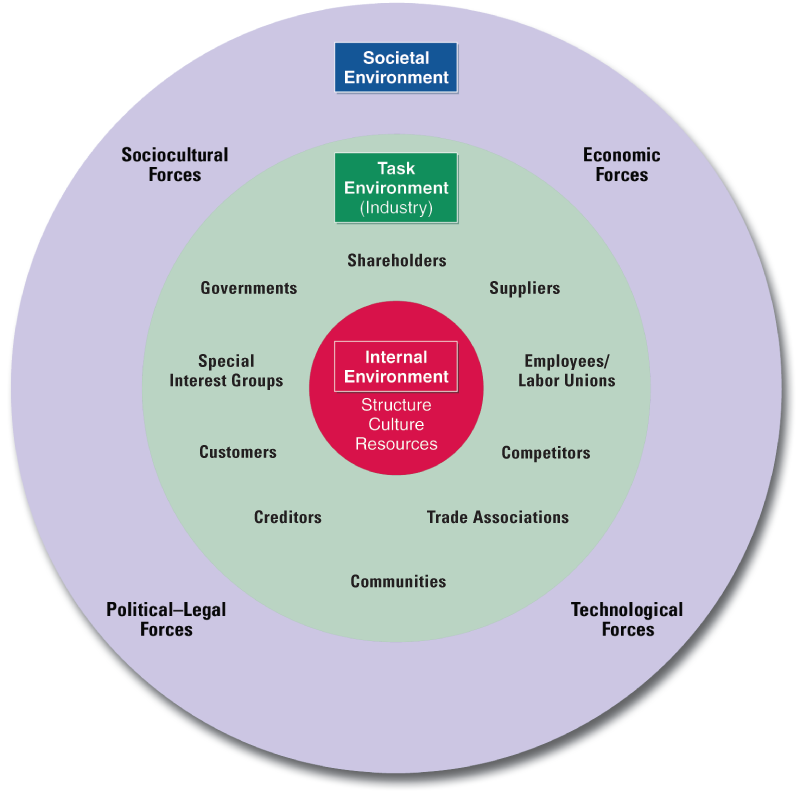 Societal
Environment
Sociocultural
Forces
Economic
Forces
Task
Environment
(Industry)
Shareholders
Governments
Suppliers
Special
Interest Groups
Internal
Environment
Structure
Culture
Resources
Employees/
Labor Unions
Customers
Competitors
Creditors
Trade Associations
Communities
Political–Legal
Forces
Technological
Forces